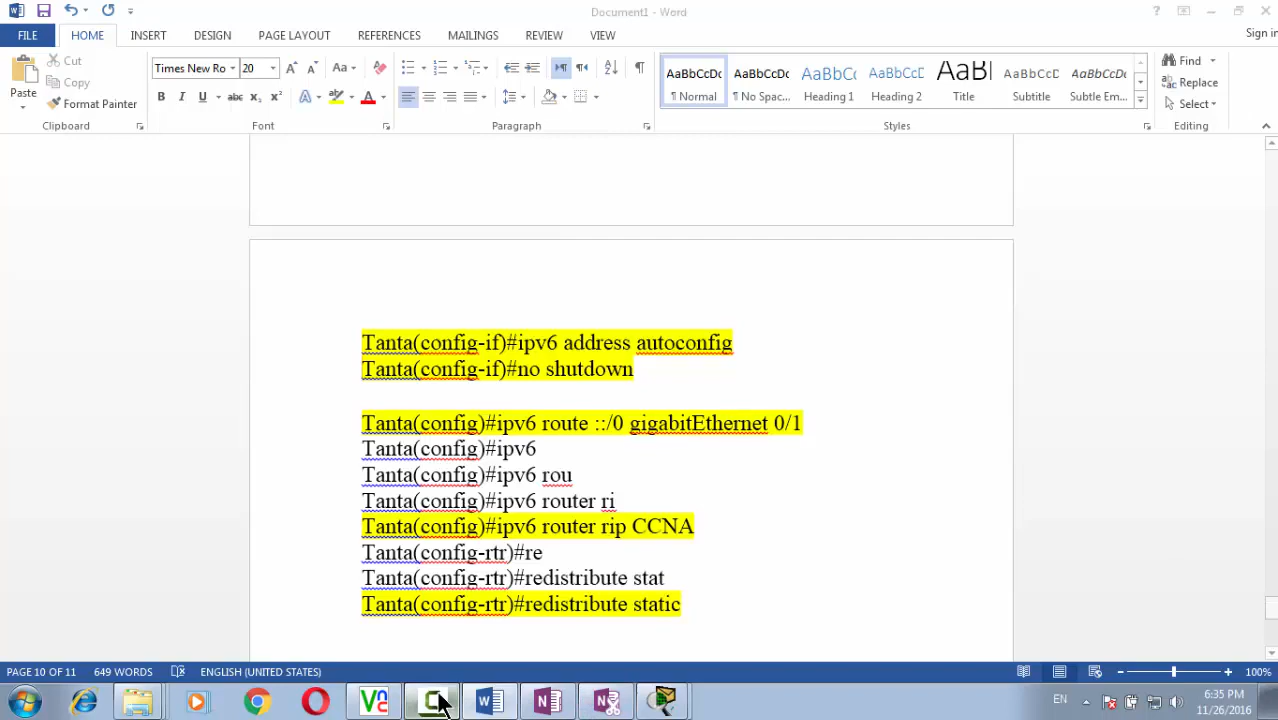 Document1 - Word
Sign in
FILE HOME INSERT DESIGN PAGE LAYOUT REFERENCES MAILINGS REVIEW VIEW
Cut
Copy
Format Painter
Paste
Clipboard
Times New Ro 20
Font
Paragraph
AaBbCcDc AaBbCcDc AaBbCc AaBbCcD AaBl AaBbCcD AaBbCcDc
¶ Normal ¶ No Spac... Heading 1 Heading 2 Title Subtitle Subtle Em...
Styles
Find
Replace
Select
Editing
Tanta(config-if)#ipv6 address autoconfig
Tanta(config-if)#no shutdown
Tanta(config)#ipv6 route ::/0 gigabitEthernet 0/1
Tanta(config)#ipv6
Tanta(config)#ipv6 rou
Tanta(config)#ipv6 router ri
Tanta(config)#ipv6 router rip CCNA
Tanta(config-rtr)#re
Tanta(config-rtr)#redistribute stat
Tanta(config-rtr)#redistribute static
PAGE 10 OF 11 649 WORDS ENGLISH (UNITED STATES) 100%
EN
6:35 PM
11/26/2016